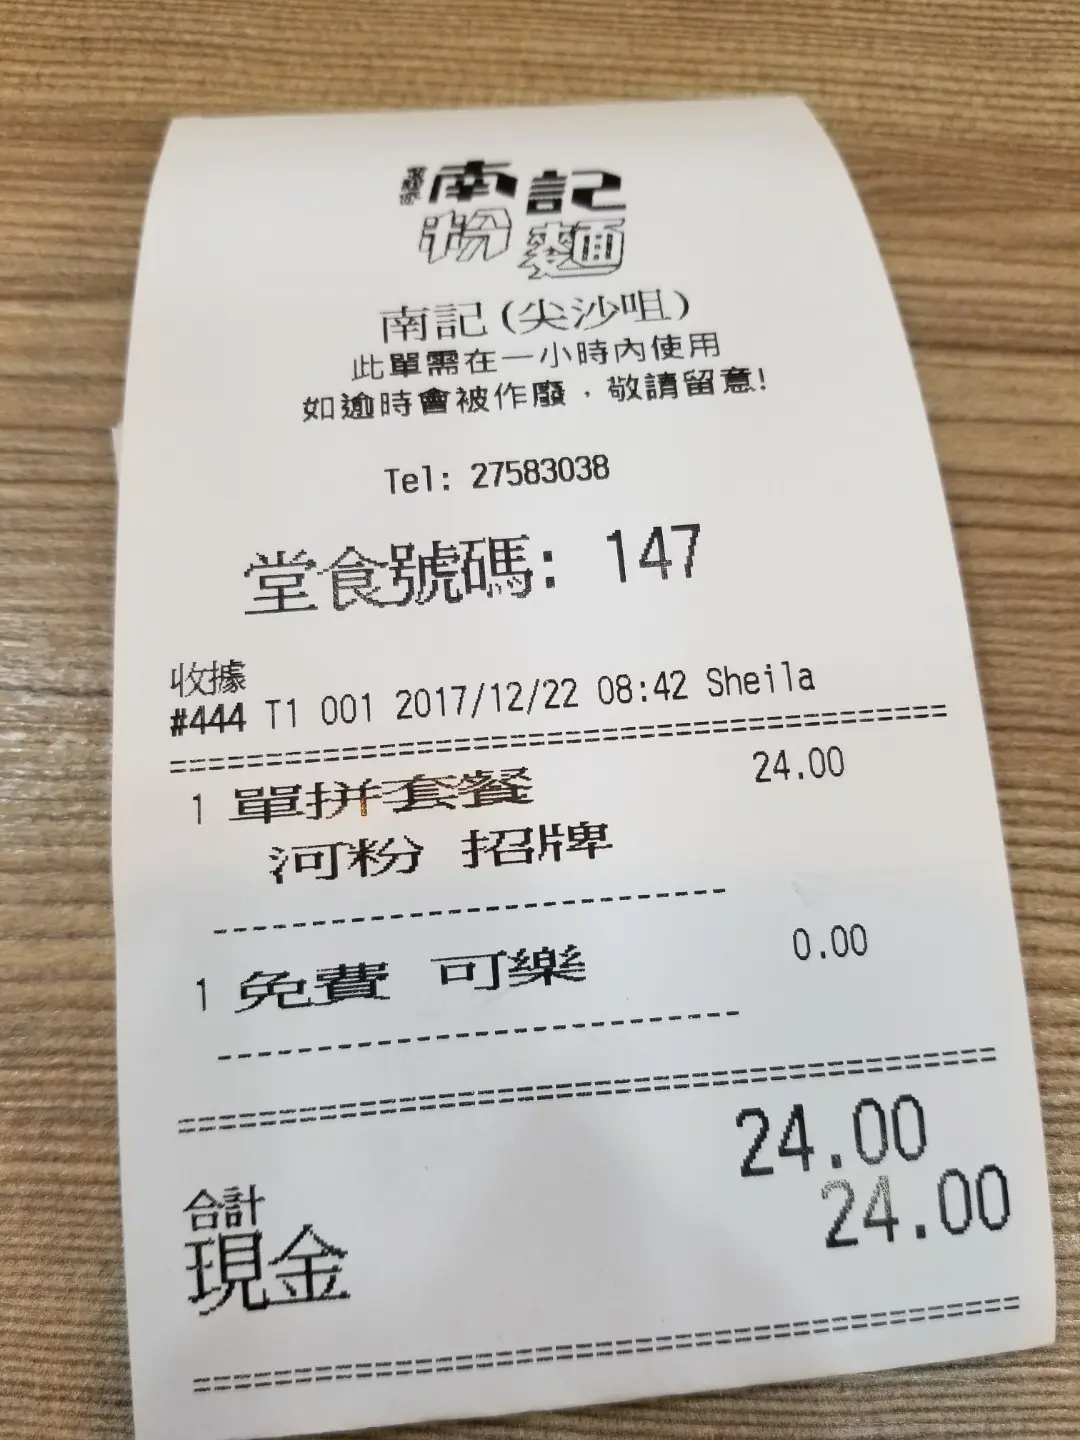 南記
粉麵
南記(尖沙咀)
此單需在一小時內使用
如逾時會被作廢，敬請留意!
Tel: 27583038
堂食號碼: 147
收據
#444 T1 001 2017/12/22 08:42 Sheila
1 單拼套餐 24.00
河粉 招牌
1 免費 可樂 0.00
合計 24.00
現金 24.00